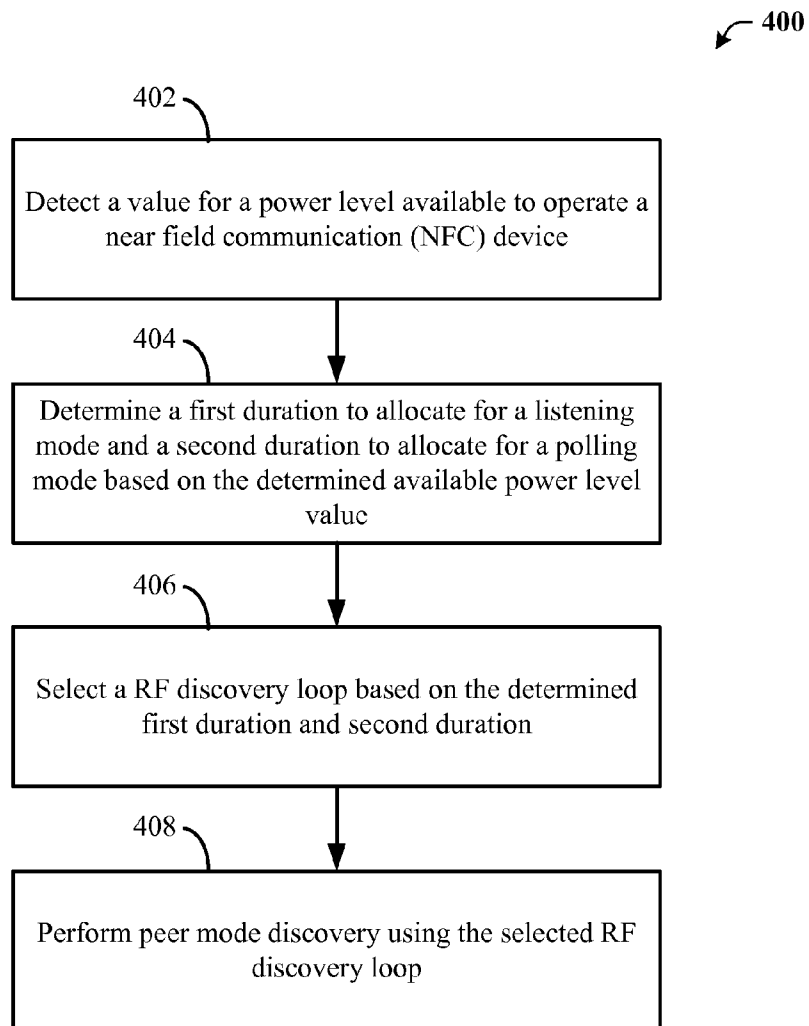 400
402
Detect a value for a power level available to operate a
near field communication (NFC) device
404
Determine a first duration to allocate for a listening
mode and a second duration to allocate for a polling
mode based on the determined available power level
value
406
Select a RF discovery loop based on the determined
first duration and second duration
408
Perform peer mode discovery using the selected RF
discovery loop